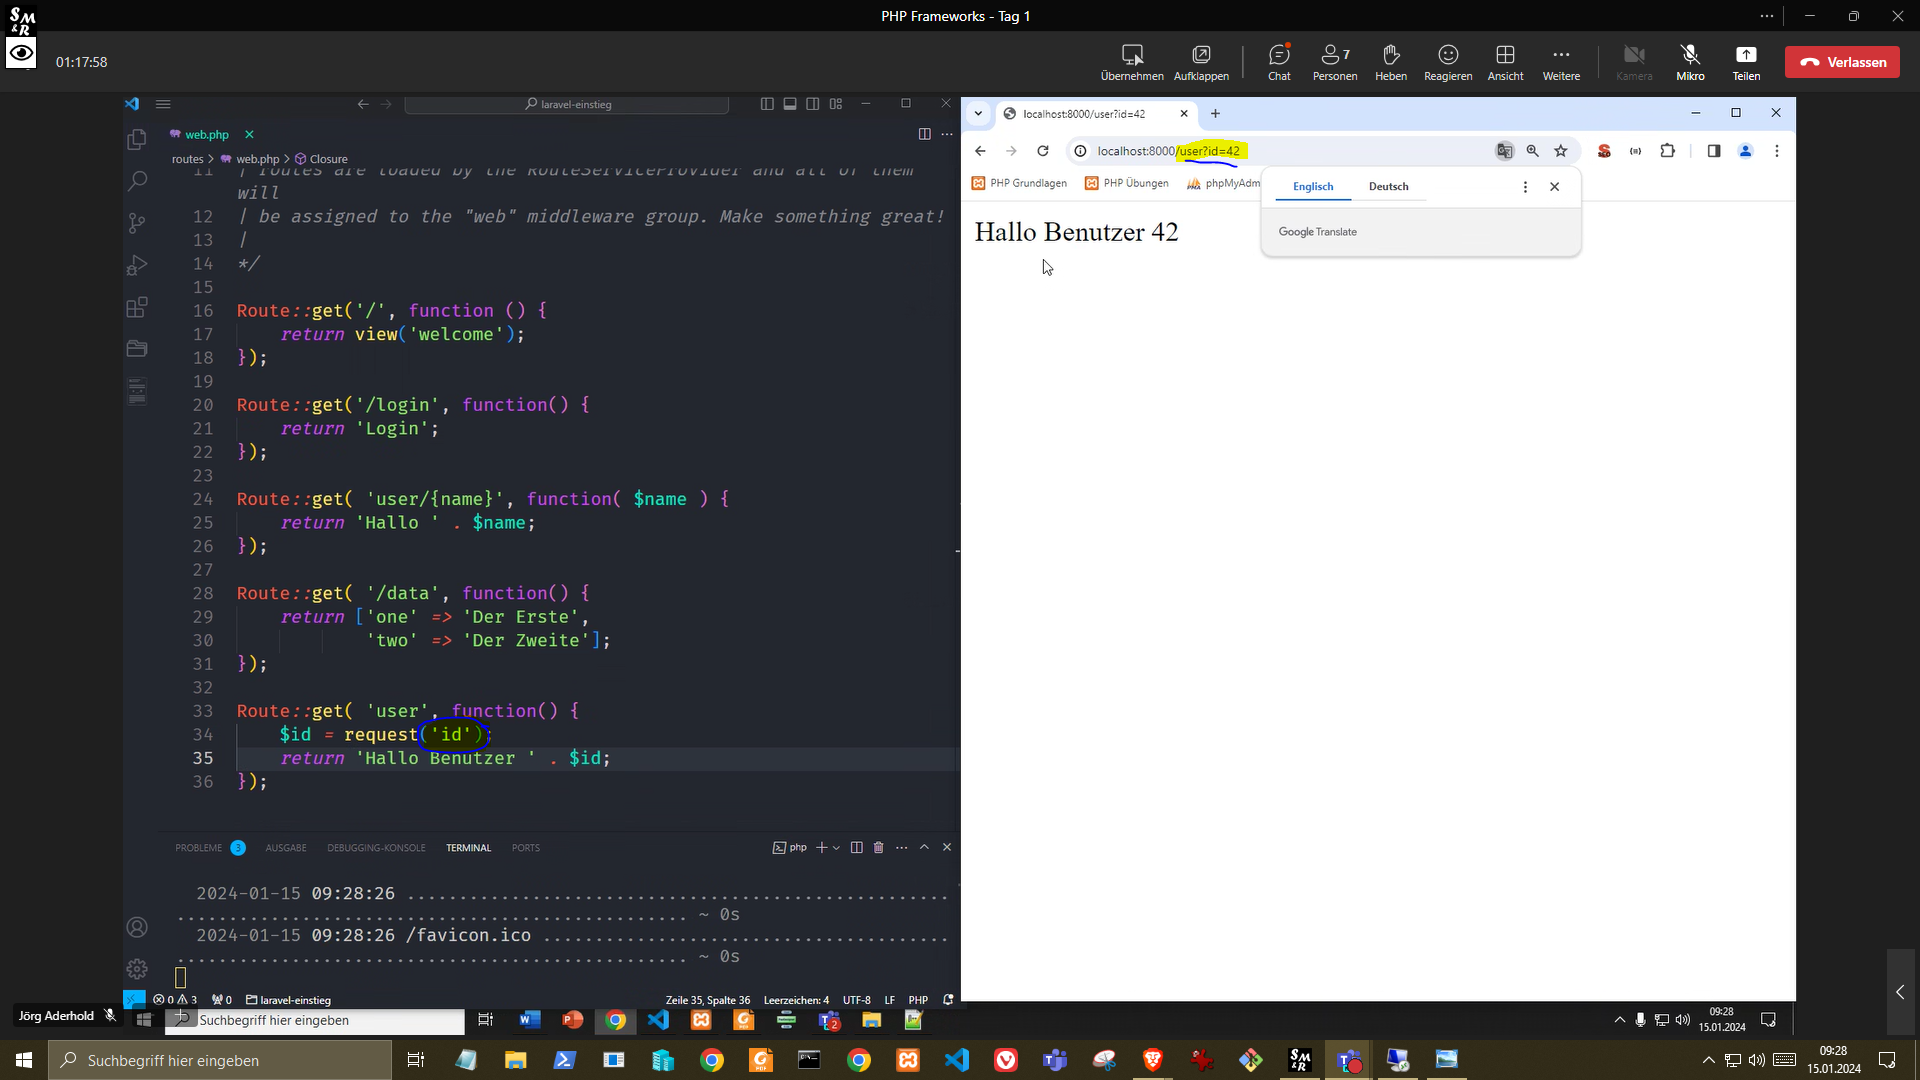 SM&R
PHP Frameworks - Tag 1
01:17:58
Übernehmen
Aufklappen
Chat
7
Personen
Heben
Reagieren
Ansicht
Weitere
Kamera
Mikro
Teilen
Verlassen
laravel-einstieg
web.php
routes > web.php > Closure
11 | routes are loaded by the RouteServiceProvider and all of them
will
12 | be assigned to the "web" middleware group. Make something great!
13 |
14 */
15
16 Route::get('/', function () {
17 return view('welcome');
18 });
19
20 Route::get('/login', function() {
21 return 'Login';
22 });
23
24 Route::get( 'user/{name}', function( $name ) {
25 return 'Hallo ' . $name;
26 });
27
28 Route::get( '/data', function() {
29 return ['one' => 'Der Erste',
30 'two' => 'Der Zweite'];
31 });
32
33 Route::get( 'user', function() {
34 $id = request('id');
35 return 'Hallo Benutzer ' . $id;
36 });
PROBLEME 3 AUSGABE DEBUGGING-KONSOLE TERMINAL PORTS
php
2024-01-15 09:28:26 ..................................................
................................................ ~ 0s
2024-01-15 09:28:26 /favicon.ico ......................................
................................................ ~ 0s
0 3 0 laravel-einstieg Zeile 35, Spalte 36 Leerzeichen: 4 UTF-8 LF PHP
localhost:8000/user?id=42
localhost:8000/user?id=42
PHP Grundlagen PHP Übungen phpMyAdm
Englisch Deutsch
Google Translate
Hallo Benutzer 42
Jörg Aderhold
Suchbegriff hier eingeben
2
09:28
15.01.2024
Suchbegriff hier eingeben
SM&R
09:28
15.01.2024